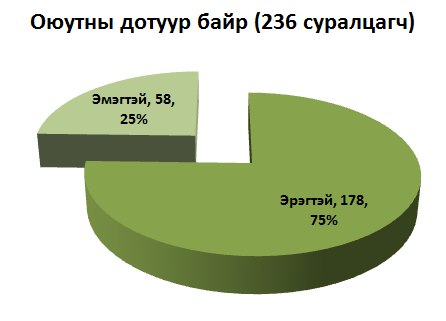 Оюутны дотуур байр (236 суралцагч)
Эмэгтэй, 58,
25%
Эрэгтэй, 178,
75%